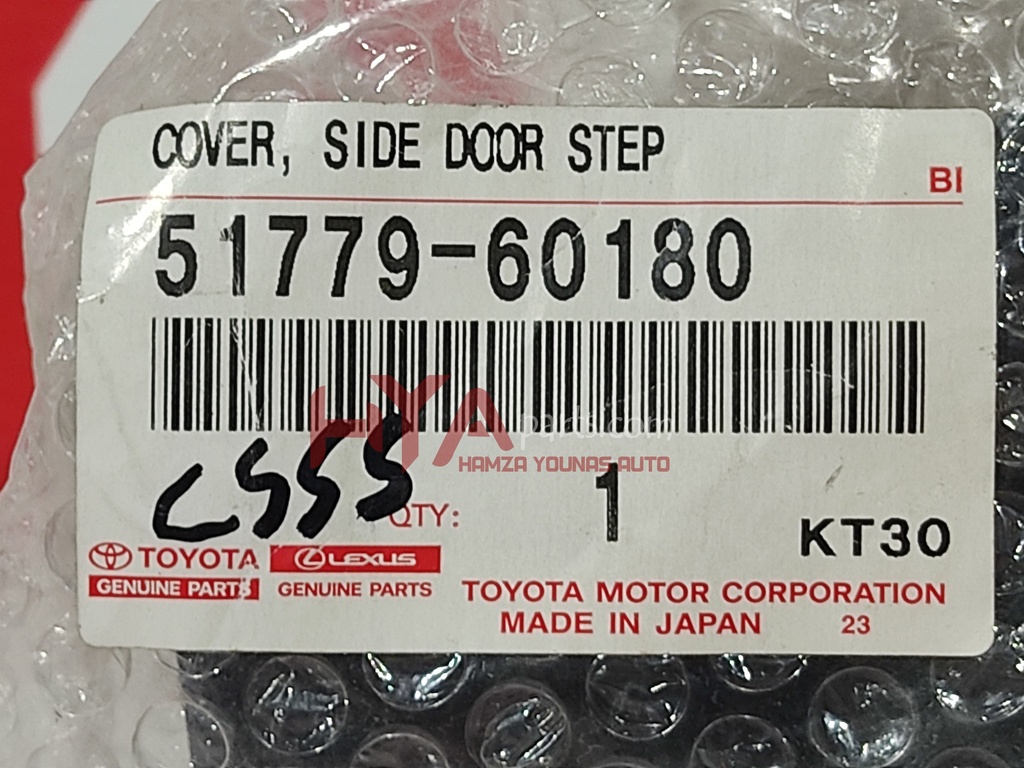 COVER, SIDE DOOR STEP
BI
51779-60180
HYA parts.com
HAMZA YOUNAS AUTO
C555
QTY: 1
KT30
TOYOTA
GENUINE PARTS
LEXUS
GENUINE PARTS
TOYOTA MOTOR CORPORATION
MADE IN JAPAN 23